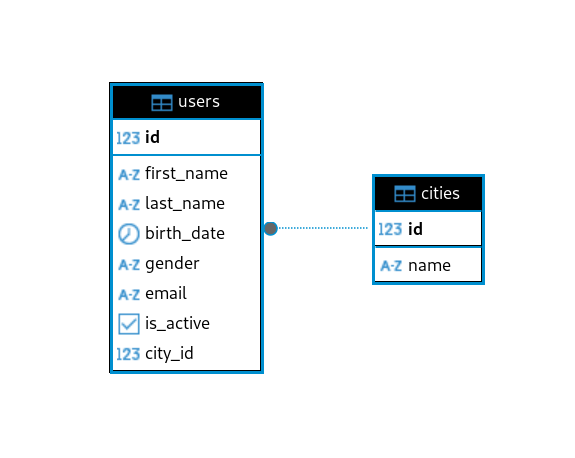 users
123 id
A-Z first_name
A-Z last_name
birth_date
A-Z gender
A-Z email
is_active
123 city_id
cities
123 id
A-Z name